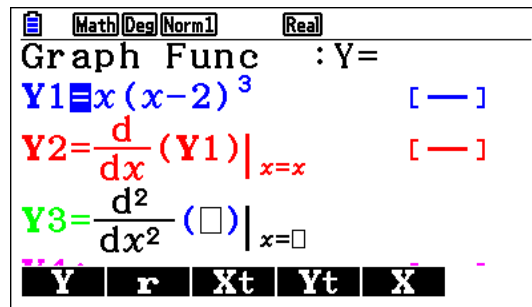 Math Deg Norm1 Real
Graph Func :Y=
Y1=x(x-2)³ [—]
Y2=d/dx(Y1)|x=x [—]
Y3=d²/dx²(□)|x=□
Y r Xt Yt X